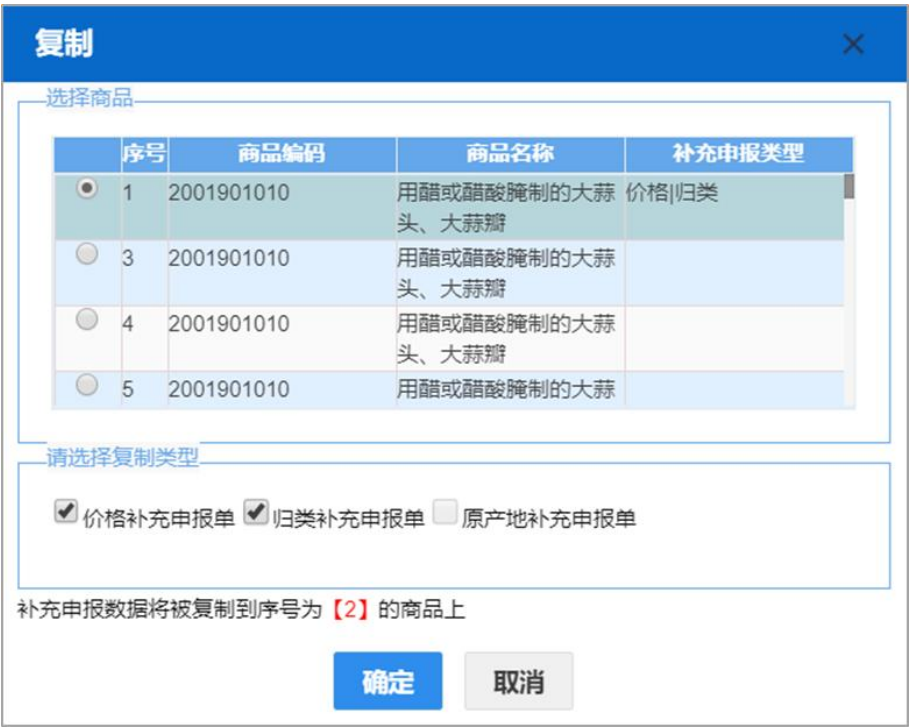 复制
选择商品
序号 商品编码 商品名称 补充申报类型
1 2001901010 用醋或醋酸腌制的大蒜头、大蒜瓣 价格|归类
3 2001901010 用醋或醋酸腌制的大蒜头、大蒜瓣
4 2001901010 用醋或醋酸腌制的大蒜头、大蒜瓣
5 2001901010 用醋或醋酸腌制的大蒜
请选择复制类型
价格补充申报单 归类补充申报单 原产地补充申报单
补充申报数据将被复制到序号为【2】的商品上
确定 取消